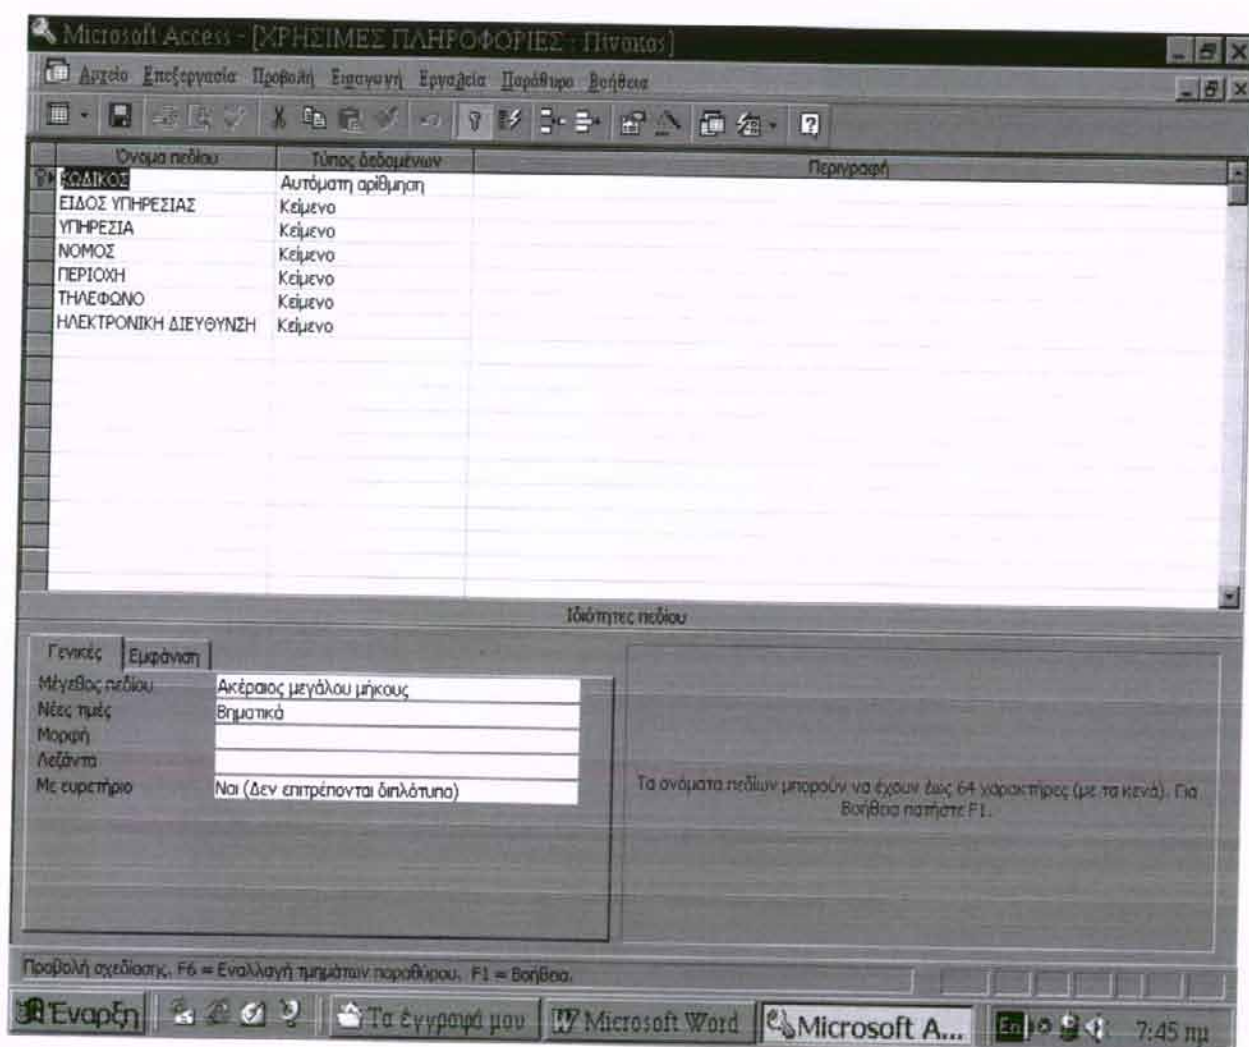 Microsoft Access - [ΧΡΗΣΙΜΕΣ ΠΛΗΡΟΦΟΡΙΕΣ : Πίνακας]
Αρχείο Επεξεργασία Προβολή Εισαγωγή Εργαλεία Παράθυρο Βοήθεια
Όνομα πεδίου Τύπος δεδομένων Περιγραφή
ΚΩΔΙΚΟΣ Αυτόματη αρίθμηση
ΕΙΔΟΣ ΥΠΗΡΕΣΙΑΣ Κείμενο
ΥΠΗΡΕΣΙΑ Κείμενο
ΝΟΜΟΣ Κείμενο
ΠΕΡΙΟΧΗ Κείμενο
ΤΗΛΕΦΩΝΟ Κείμενο
ΗΛΕΚΤΡΟΝΙΚΗ ΔΙΕΥΘΥΝΣΗ Κείμενο
Ιδιότητες πεδίου
Γενικές Εμφάνιση
Μέγεθος πεδίου Ακέραιος μεγάλου μήκους
Νέες τιμές Βηματικά
Μορφή
Λεζάντα
Με ευρετήριο Ναι (Δεν επιτρέπονται διπλότυπα)
Τα ονόματα πεδίων μπορούν να έχουν έως 64 χαρακτήρες (με τα κενά). Για
Βοήθεια πατήστε F1.
Προβολή σχεδίασης. F6 = Εναλλαγή τμημάτων παραθύρου. F1 = Βοήθεια.
Έναρξη Τα έγγραφά μου Microsoft Word Microsoft A... En 7:45 πμ